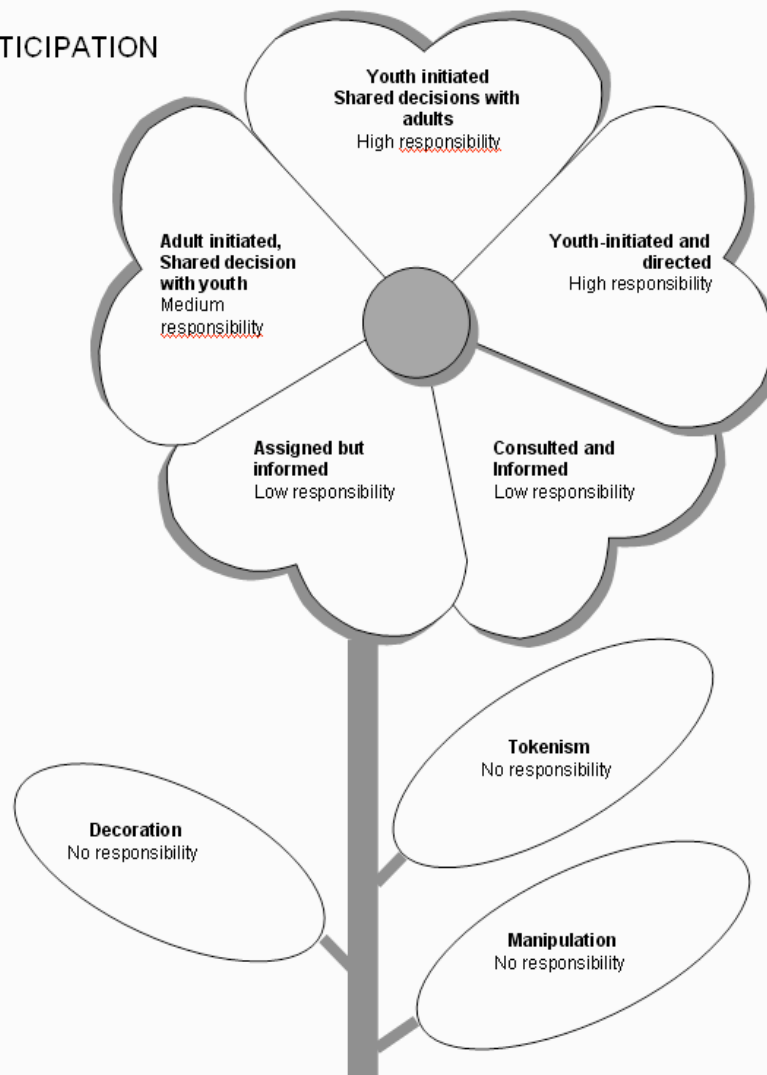 TICIPATION
Youth initiated
Shared decisions with
adults
High responsibility
Adult initiated,
Shared decision
with youth
Medium
responsibility
Youth-initiated and
directed
High responsibility
Assigned but
informed
Low responsibility
Consulted and
Informed
Low responsibility
Tokenism
No responsibility
Decoration
No responsibility
Manipulation
No responsibility